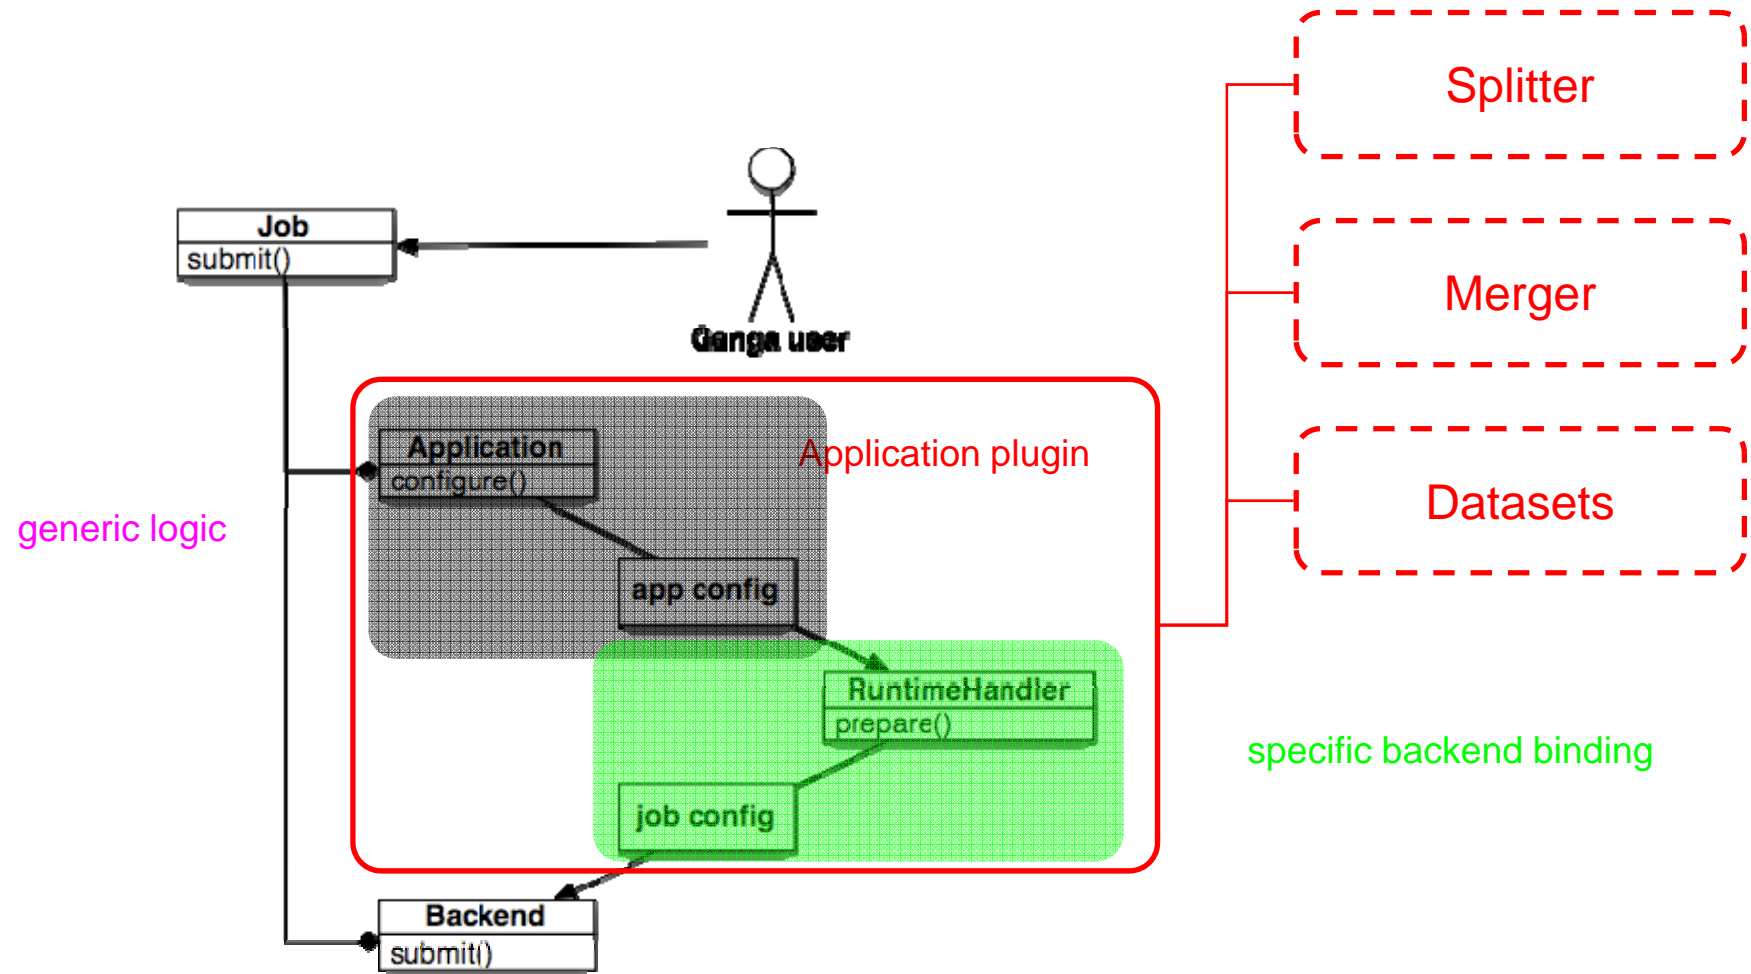 Splitter
Job
submit()
Merger
Ganga user
Application plugin
Application
configure()
Datasets
generic logic
app config
RuntimeHandler
prepare()
specific backend binding
job config
Backend
submit()